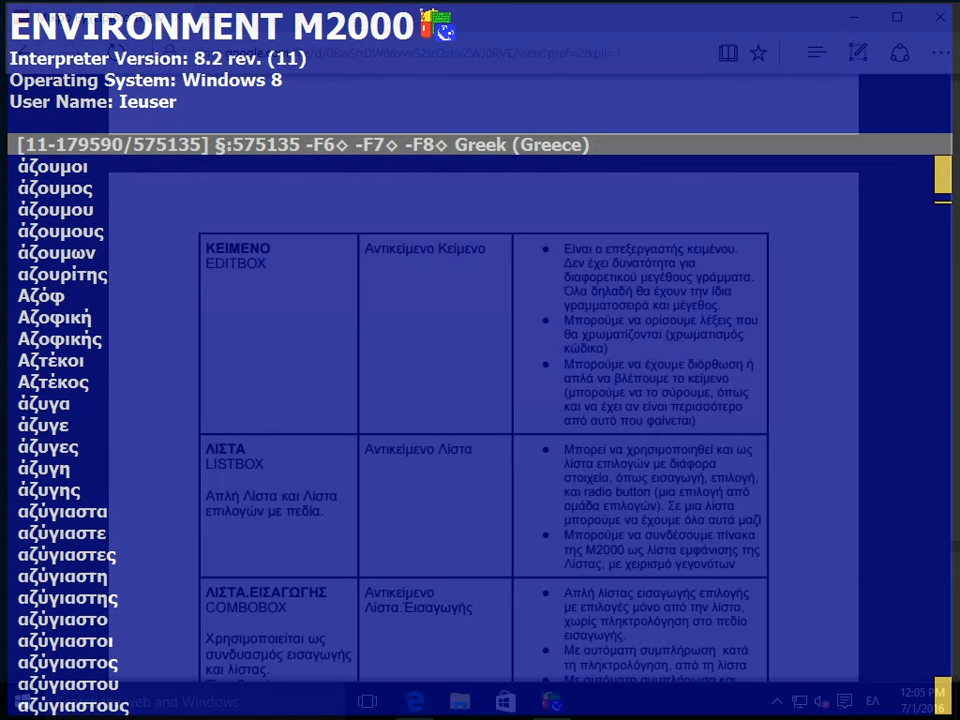 ENVIRONMENT M2000
Interpreter Version: 8.2 rev. (11)
Operating System: Windows 8
User Name: Ieuser
[11-179590/575135] §:575135 -F6◇ -F7◇ -F8◇ Greek (Greece)
άζουμοι
άζουμος
άζουμου
άζουμους
άζουμων
αζουρίτης
Αζόφ
Αζοφική
Αζοφικής
Αζτέκοι
Αζτέκος
άζυγα
άζυγε
άζυγες
άζυγη
άζυγης
αζύγιαστα
αζύγιαστε
αζύγιαστες
αζύγιαστη
αζύγιαστης
αζύγιαστο
αζύγιαστοι
αζύγιαστος
αζύγιαστου
αζύγιαστους
ΚΕΙΜΕΝΟ
EDITBOX
Αντικείμενο Κείμενο
● Είναι ο επεξεργαστής κειμένου.
Δεν έχει δυνατότητα για
διαφορετικού μεγέθους γράμματα.
Όλα δηλαδή θα έχουν την ίδια
γραμματοσειρά και μέγεθος.
● Μπορούμε να ορίσουμε λέξεις που
θα χρωματίζονται (χρωματισμός
κώδικα)
● Μπορούμε να έχουμε διόρθωση ή
απλά να βλέπουμε το κείμενο
(μπορούμε να το σύρουμε, όπως
και να έχει αν είναι περισσότερο
από αυτό που φαίνεται)
ΛΙΣΤΑ
LISTBOX
Απλή Λίστα και Λίστα
επιλογών με πεδία.
Αντικείμενο Λίστα
● Μπορεί να χρησιμοποιηθεί και ως
λίστα επιλογών με διάφορα
στοιχεία, όπως εισαγωγή, επιλογή,
και radio button (μια επιλογή από
ομάδα επιλογών). Σε μια λίστα
μπορούμε να έχουμε όλα αυτά μαζί
● Μπορούμε να συνδέσουμε πίνακα
της Μ2000 ως λίστα εμφάνισης της
Λίστας, με χειρισμό γεγονότων
ΛΙΣΤΑ.ΕΙΣΑΓΩΓΗΣ
COMBOBOX
Χρησιμοποιείται ως
συνδυασμός εισαγωγής
και λίστας.
Αντικείμενο
Λίστα.Εισαγωγής
● Απλή λίστας εισαγωγής επιλογής
με επιλογές μόνο από την λίστα,
χωρίς πληκτρολόγηση στο πεδίο
εισαγωγής.
● Με αυτόματη συμπλήρωση κατά
τη πληκτρολόγηση, από τη λίστα
● Με αυτόματη συμπλήρωση και
web and Windows
ΕΛ
12:05 PM
7/1/2016